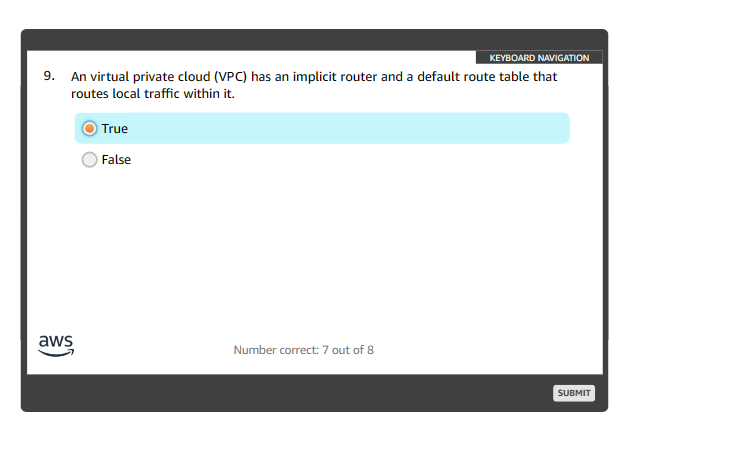 KEYBOARD NAVIGATION
9. An virtual private cloud (VPC) has an implicit router and a default route table that
routes local traffic within it.
True
False
aws
Number correct: 7 out of 8
SUBMIT